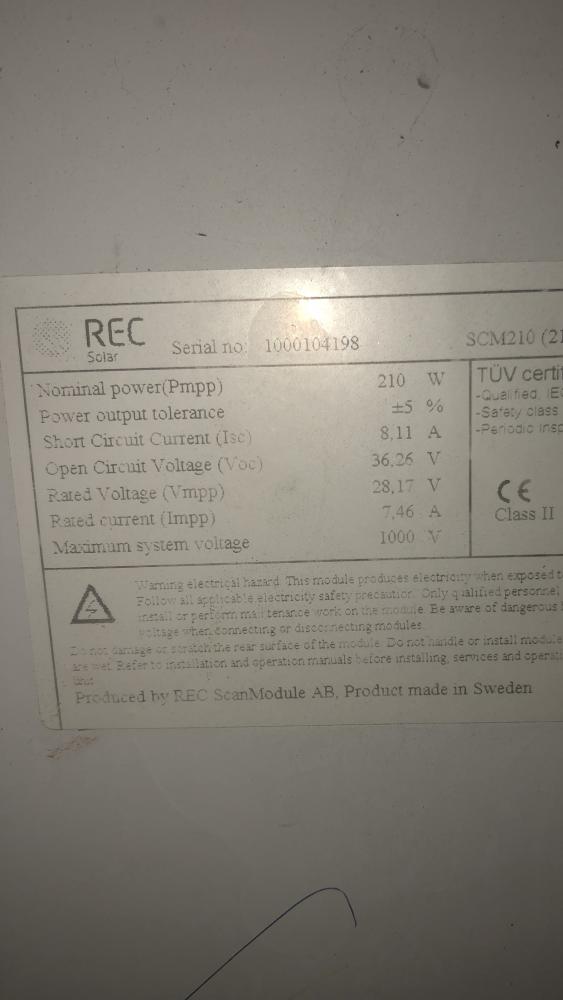 REC
Solar
Serial no: 1000104198
SCM210 (21
Nominal power(Pmpp) 210 W
Power output tolerance ±5 %
Short Circuit Current (Isc) 8,11 A
Open Circuit Voltage (Voc) 36,26 V
Rated Voltage (Vmpp) 28,17 V
Rated current (Impp) 7,46 A
Maximum system voltage 1000 V
TÜV certif
-Qualified, IE
-Safety class
-Periodic insp
CE
Class II
Warning electrical hazard. This module produces electricity when exposed t
Follow all applicable electricity safety precaution. Only qualified personnel
install or perform maintenance work on the module. Be aware of dangerous
voltage when connecting or disconnecting modules.
Do not damage or scratch the rear surface of the module. Do not handle or install module
are wet. Refer to installation and operation manuals before installing, services and operati
unit.
Produced by REC ScanModule AB, Product made in Sweden